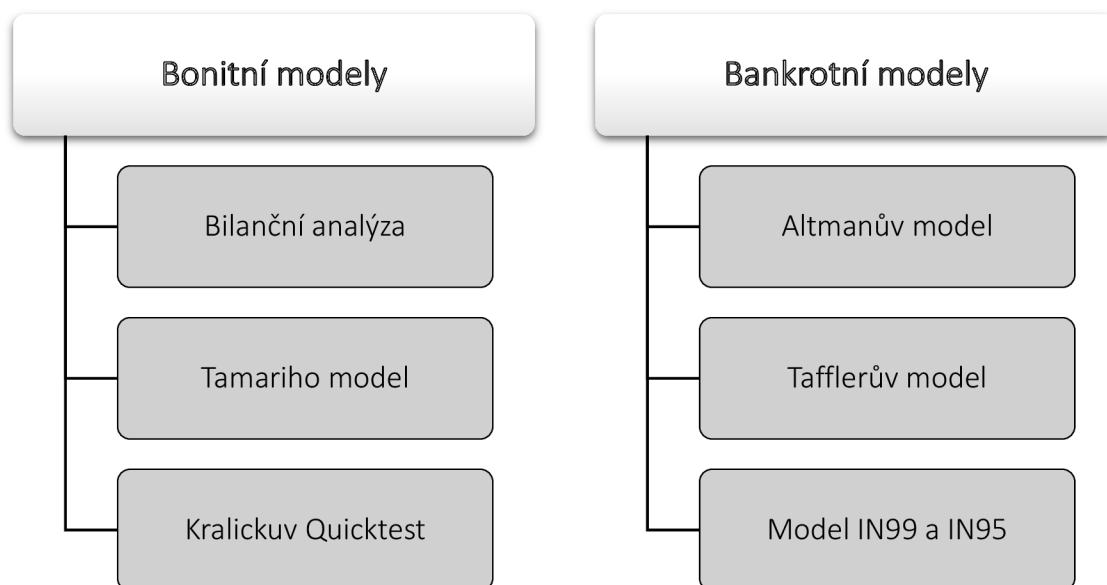 Bonitní modely
Bilanční analýza
Tamariho model
Kralickuv Quicktest
Bankrotní modely
Altmanův model
Tafflerův model
Model IN99 a IN95